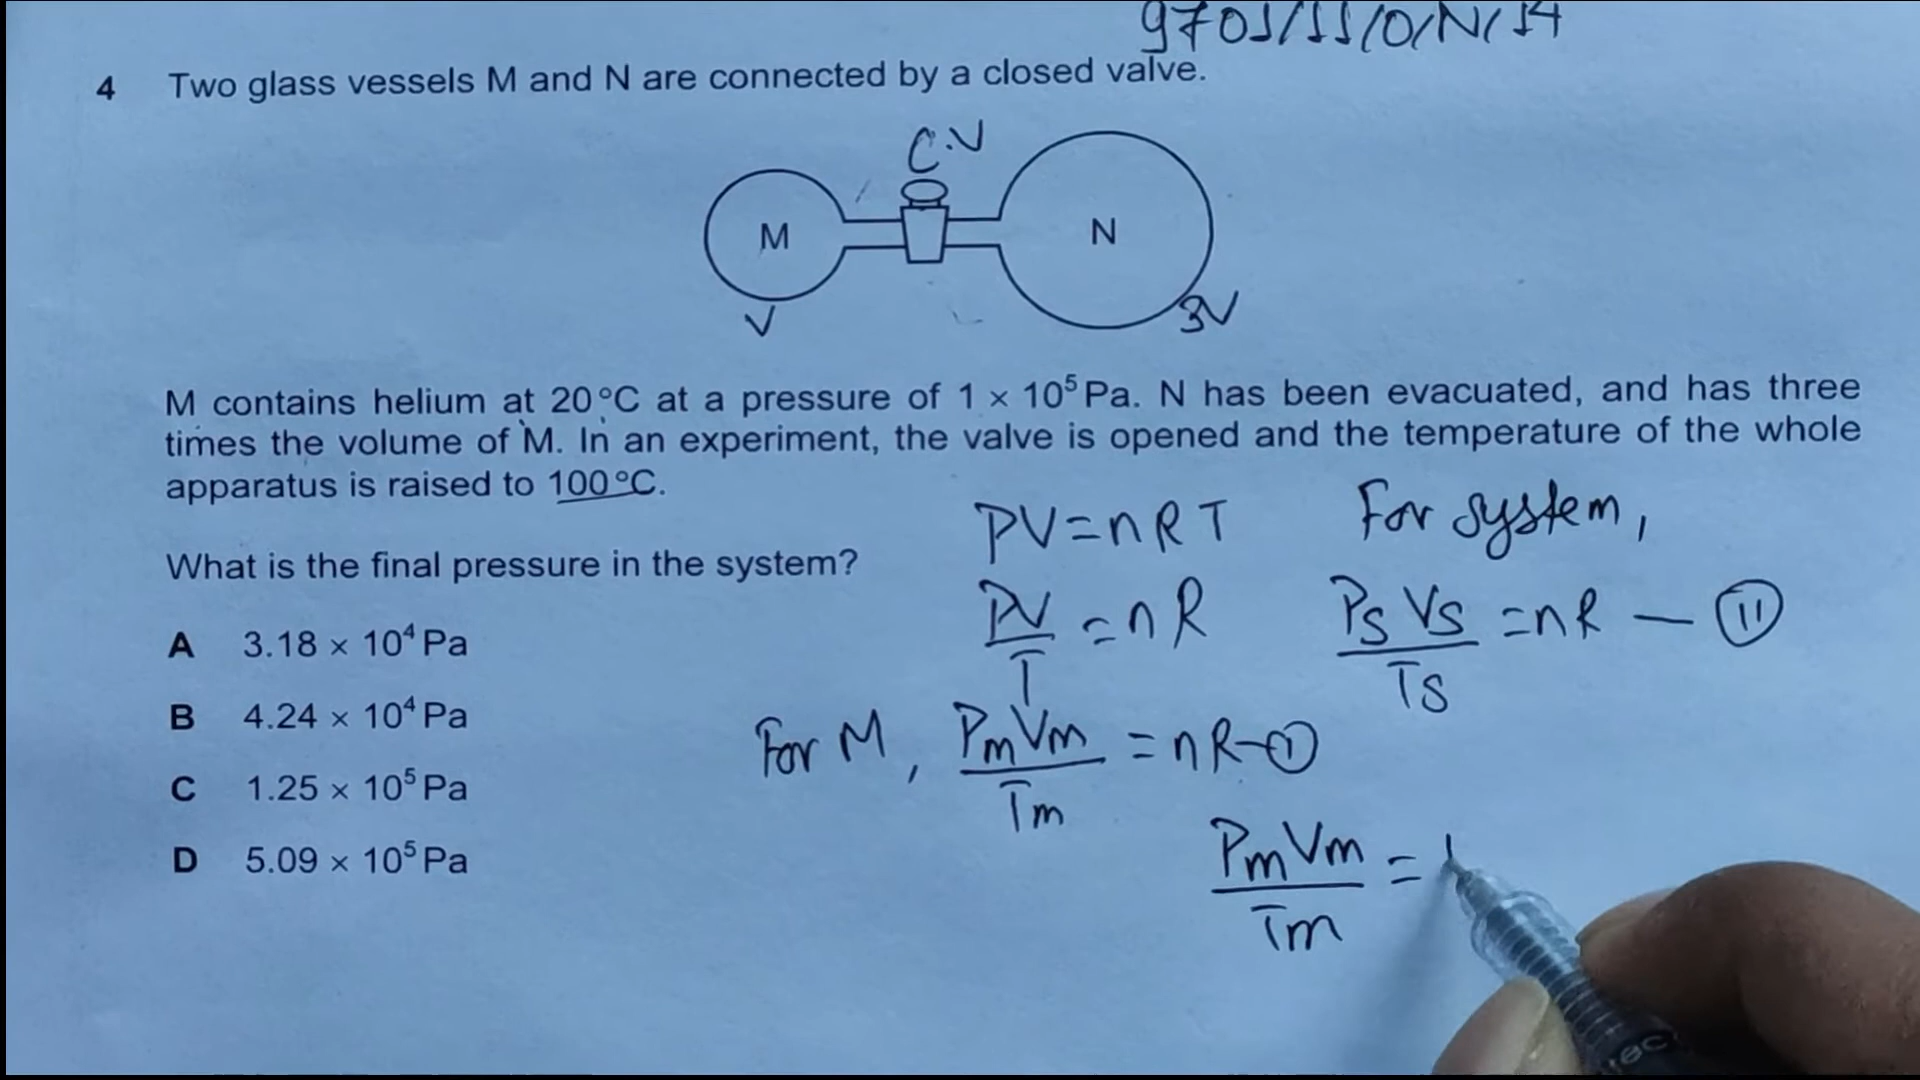 9701/11/O/N/14
4 Two glass vessels M and N are connected by a closed valve.
C.V
M
N
V
3V
M contains helium at 20 °C at a pressure of 1 × 10⁵ Pa. N has been evacuated, and has three
times the volume of M. In an experiment, the valve is opened and the temperature of the whole
apparatus is raised to 100 °C.
What is the final pressure in the system?
A 3.18 × 10⁴ Pa
B 4.24 × 10⁴ Pa
C 1.25 × 10⁵ Pa
D 5.09 × 10⁵ Pa
PV = nRT
PV/T = nR
For M, PmVm/Tm = nR - ①
For system,
PsVs/Ts = nR — ⑪
PmVm/Tm =